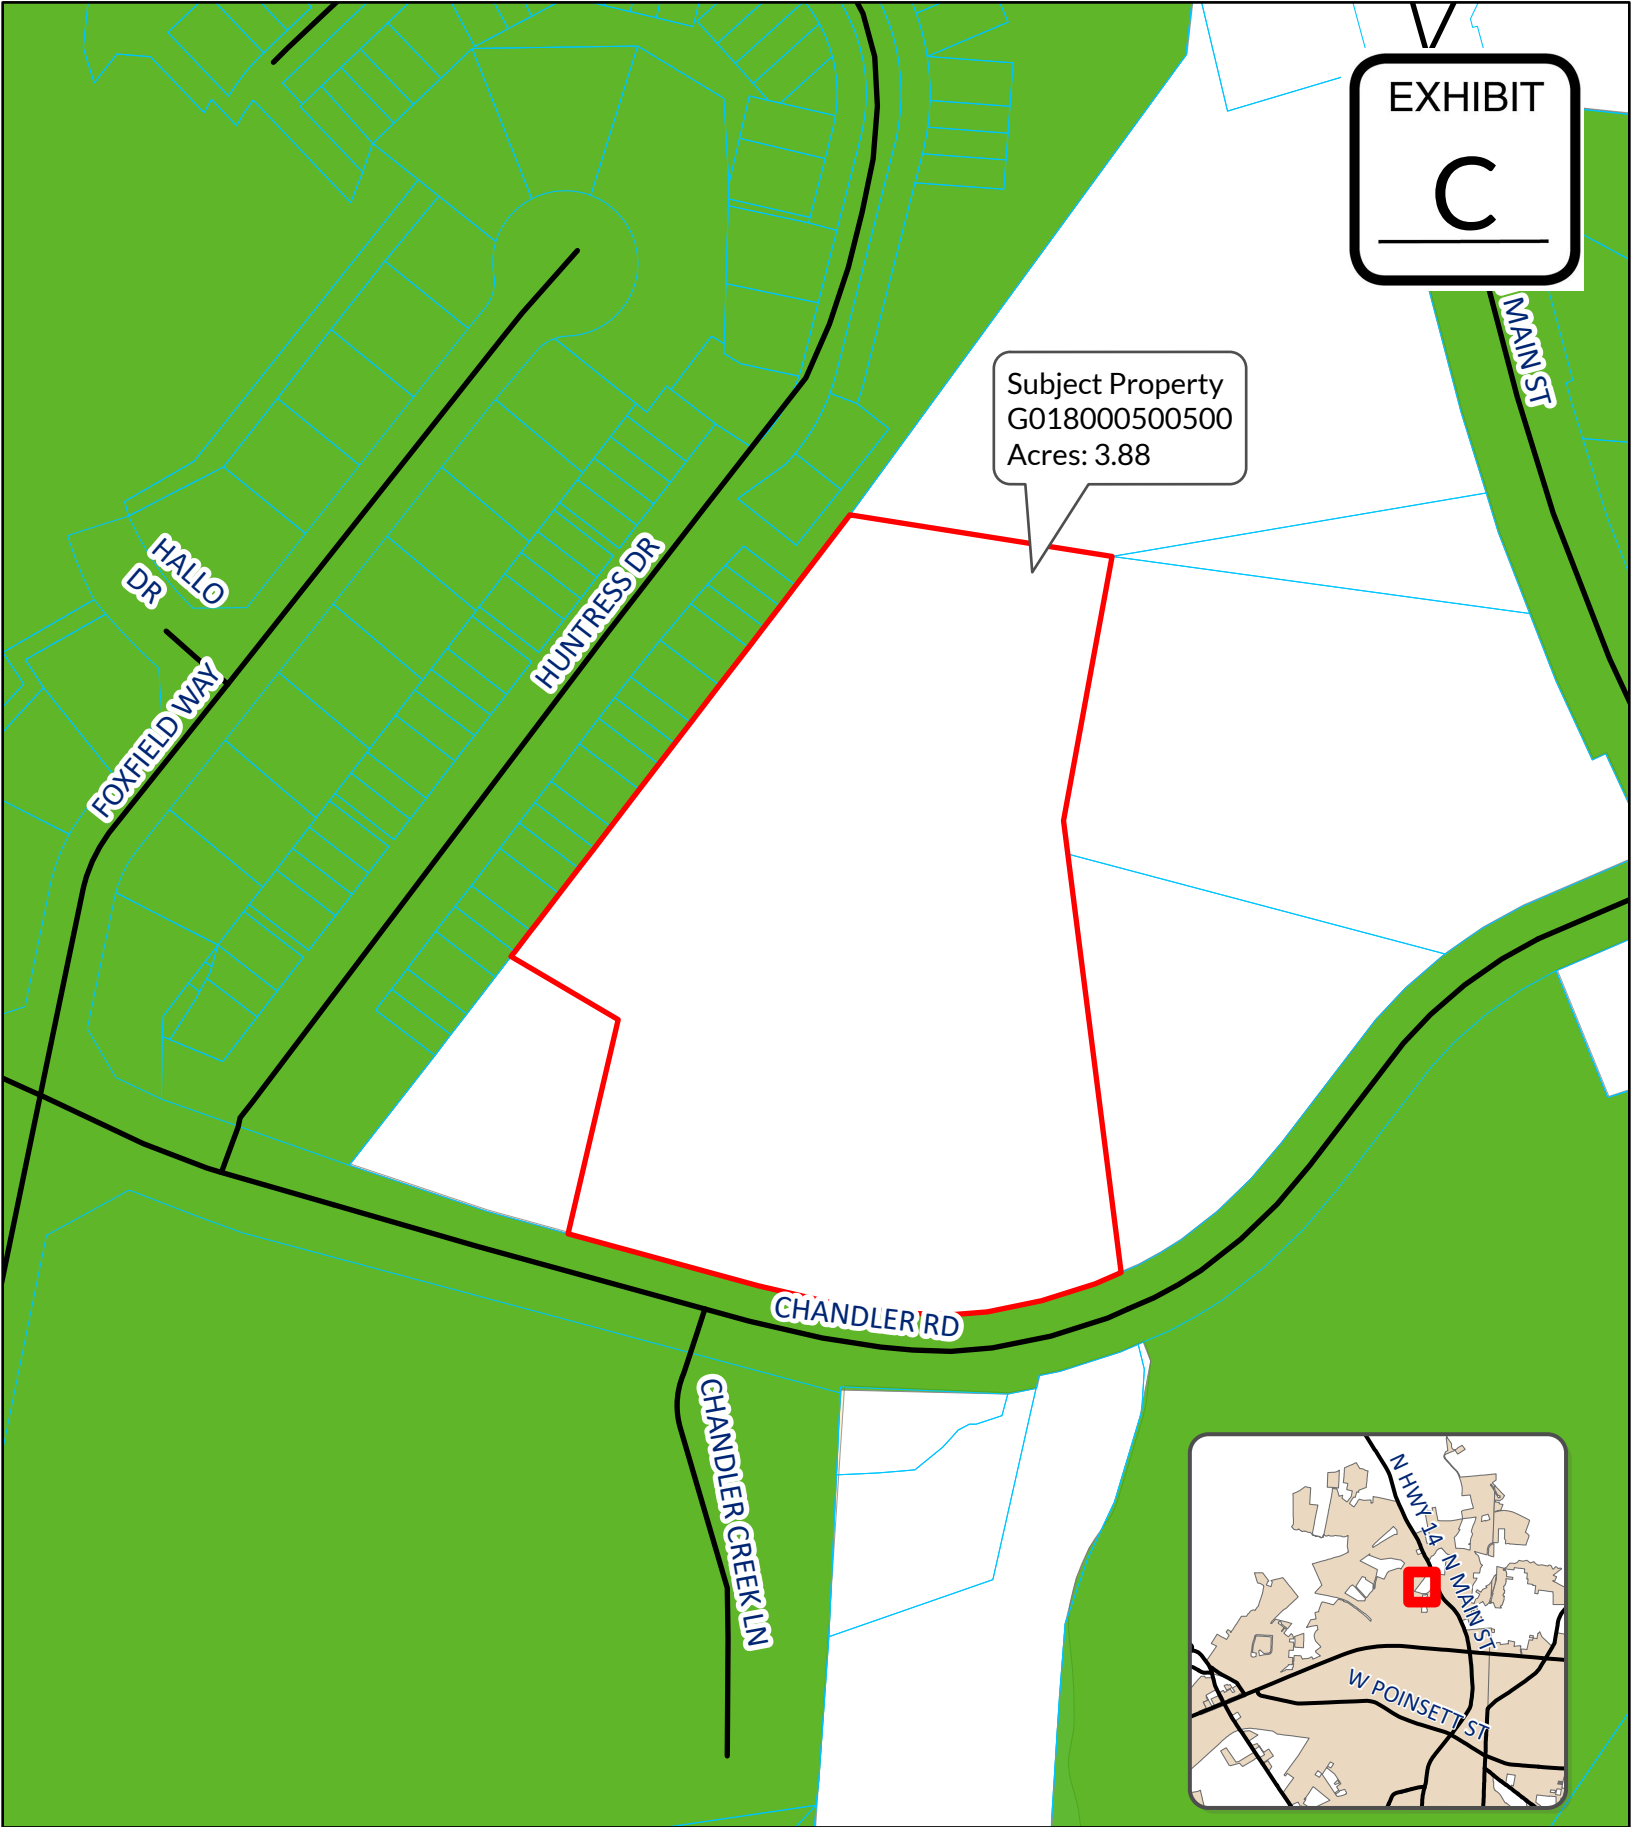 EXHIBIT
C
MAIN ST
Subject Property
G018000500500
Acres: 3.88
HALLO
DR
HUNTRESS DR
FOXFIELD WAY
CHANDLER RD
CHANDLER CREEK LN
N HWY 14
N MAIN ST
W POINSETT ST